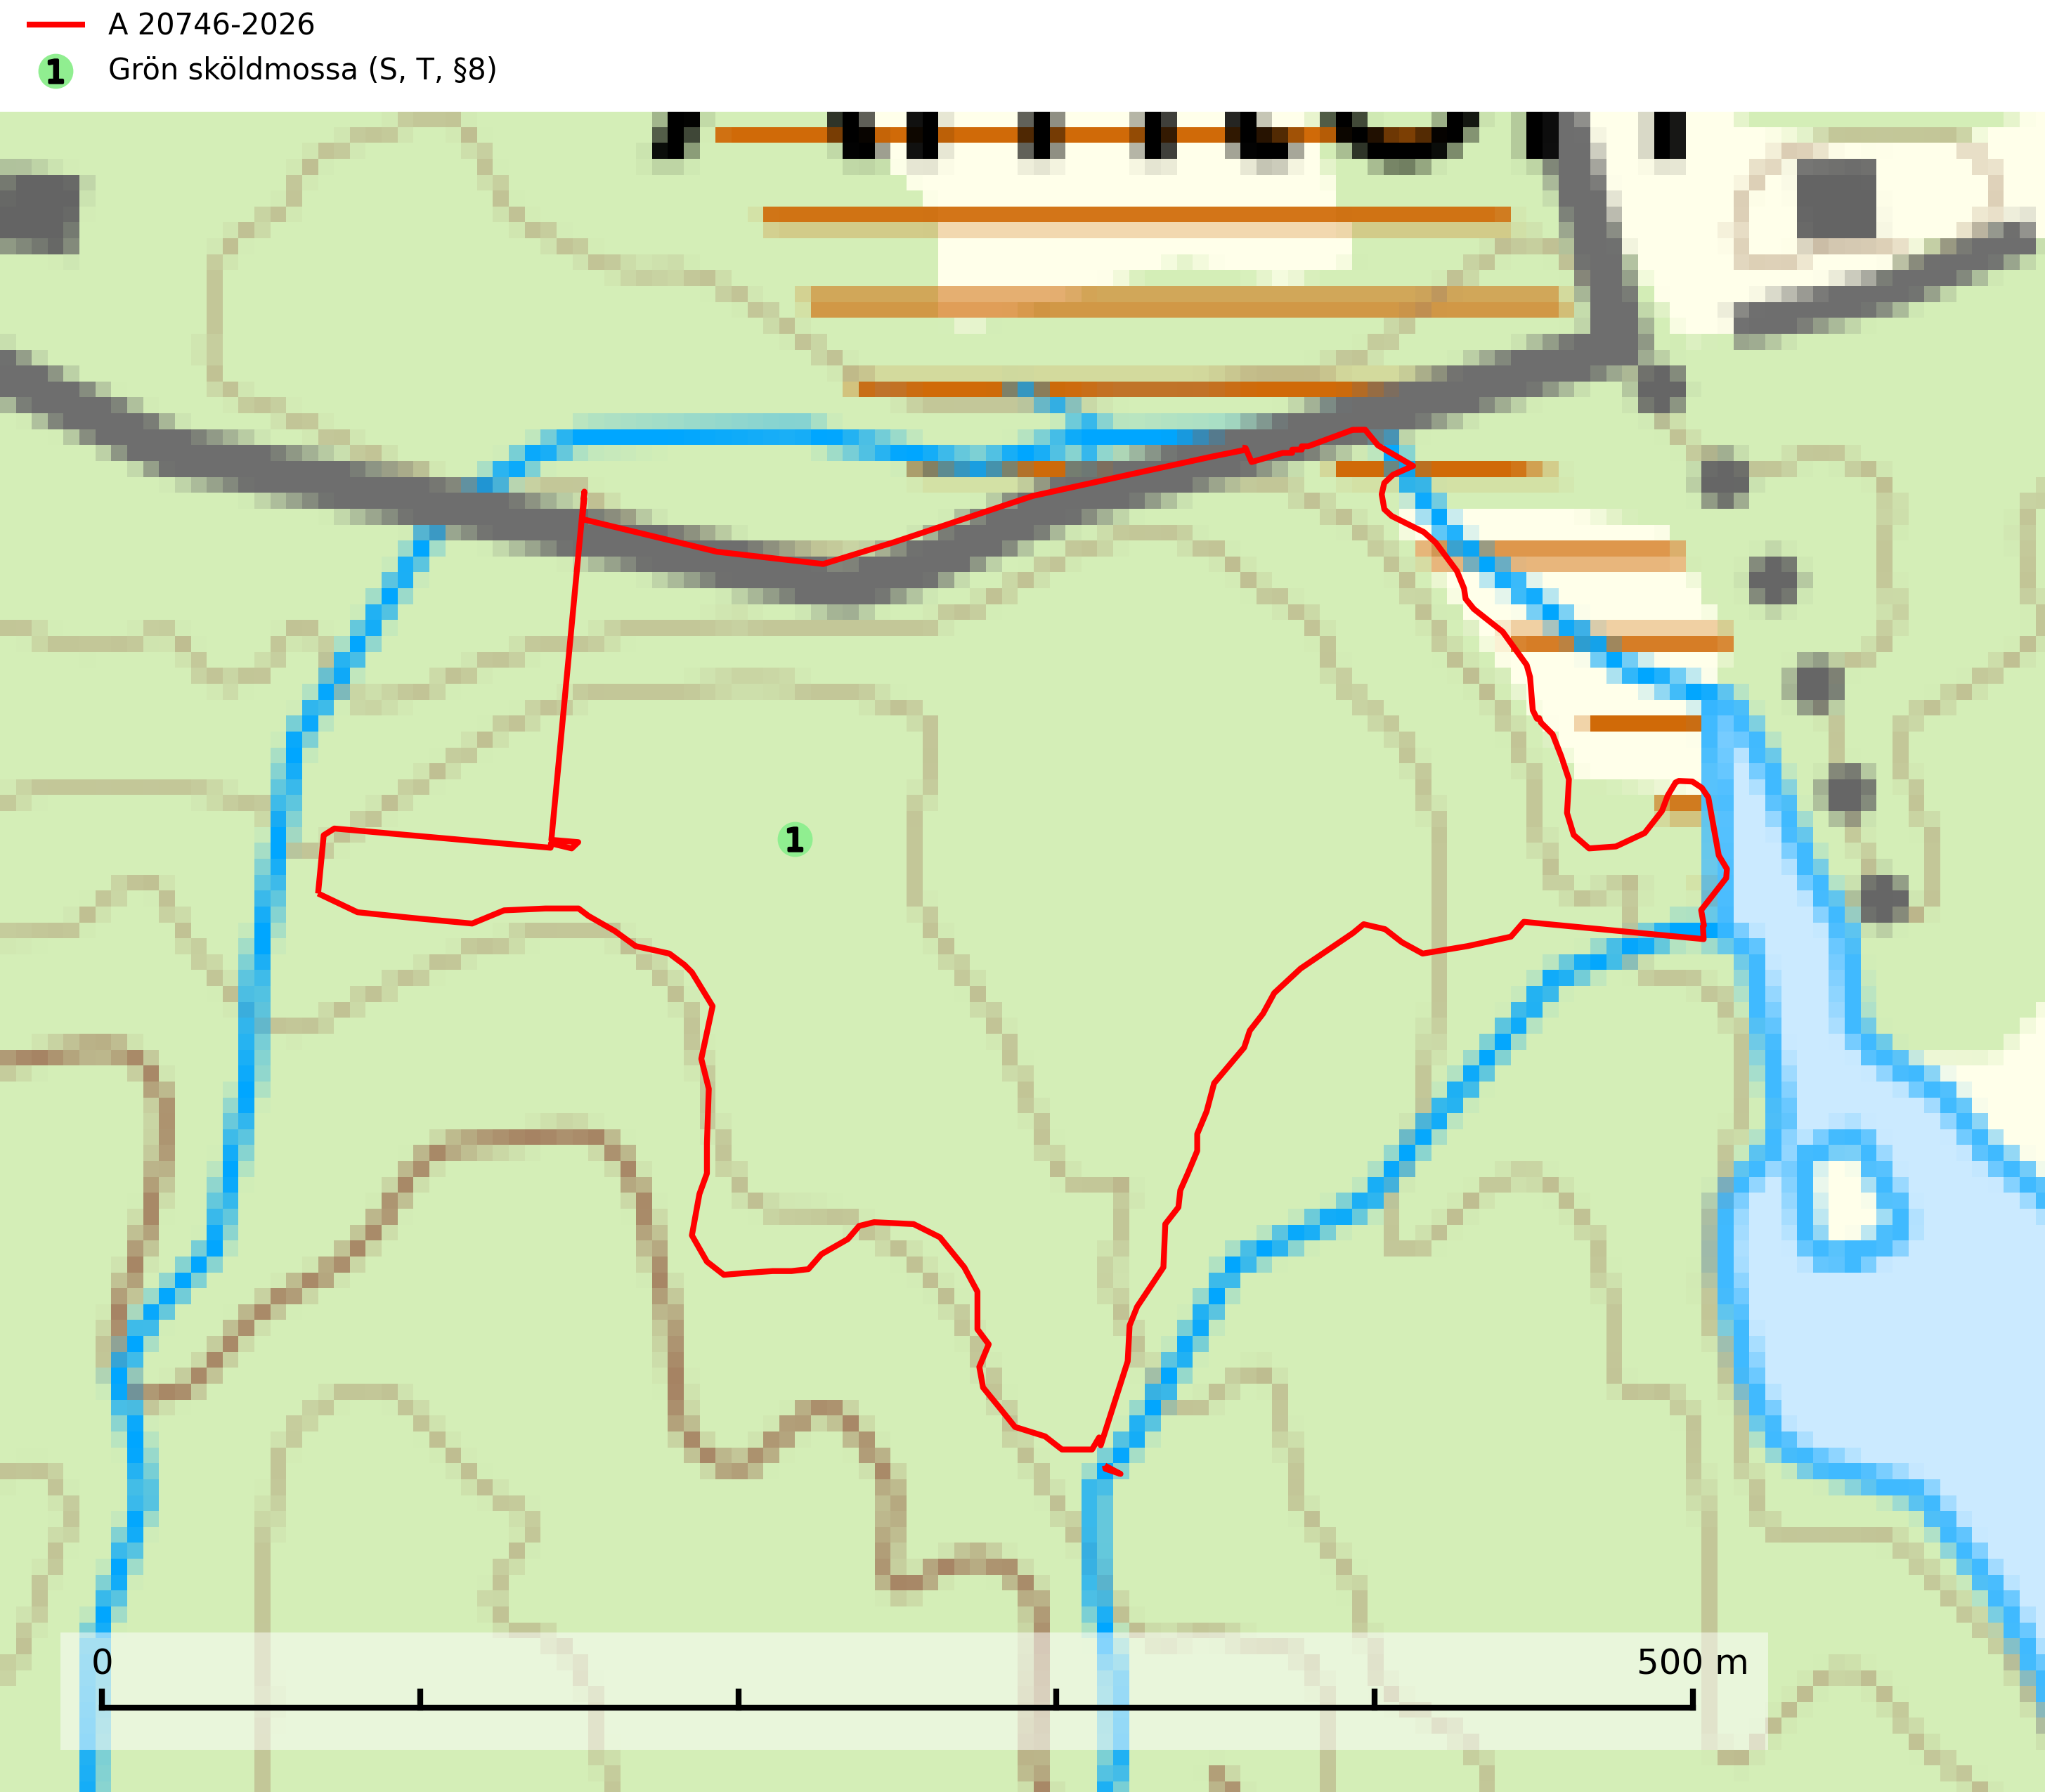 A 20746-2026
1 Grön sköldmossa (S, T, §8)
1
0 500 m